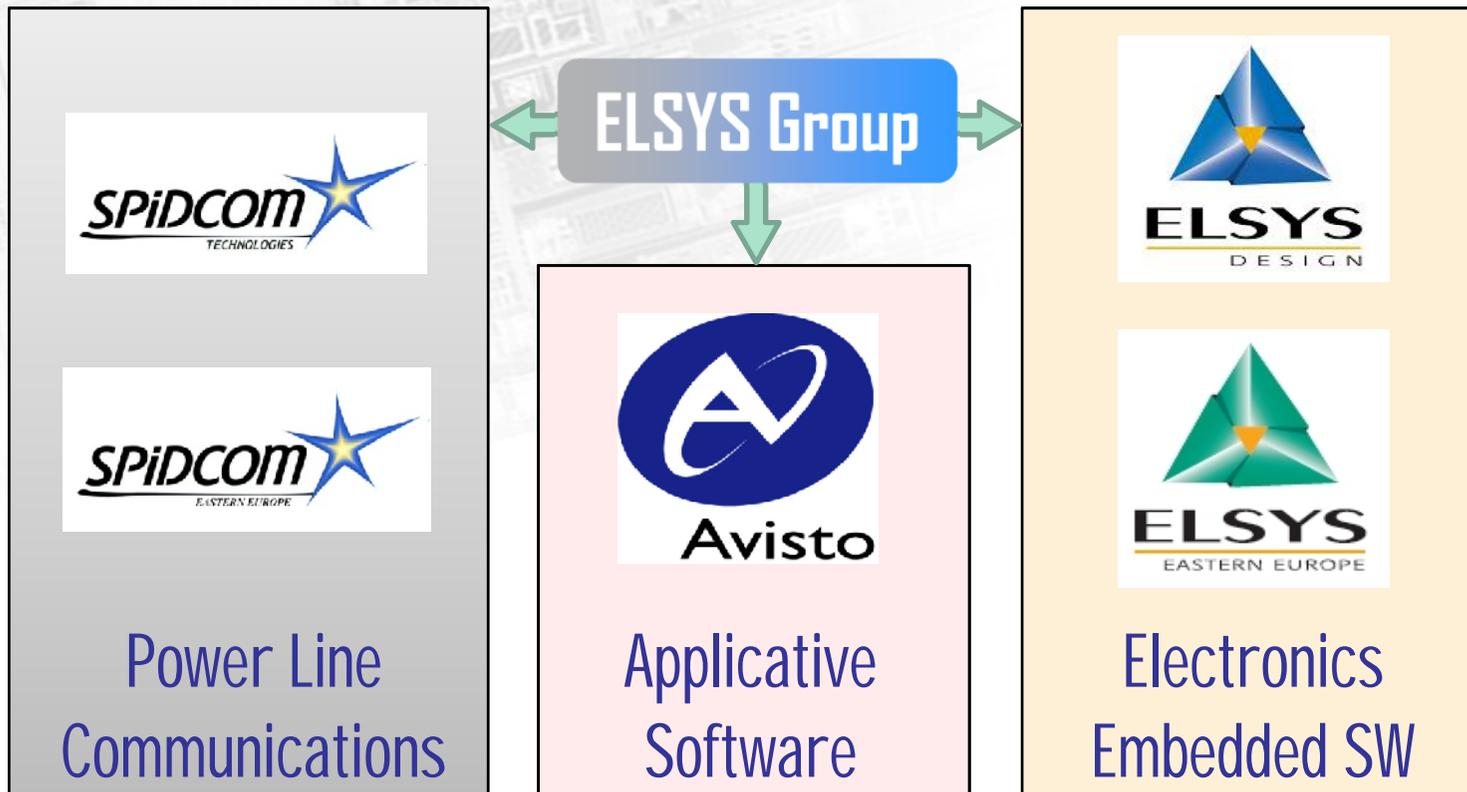 ELSYS Group
SPiDCOM
TECHNOLOGIES
SPiDCOM
EASTERN EUROPE
Power Line
Communications
Avisto
Applicative
Software
ELSYS
DESIGN
ELSYS
EASTERN EUROPE
Electronics
Embedded SW